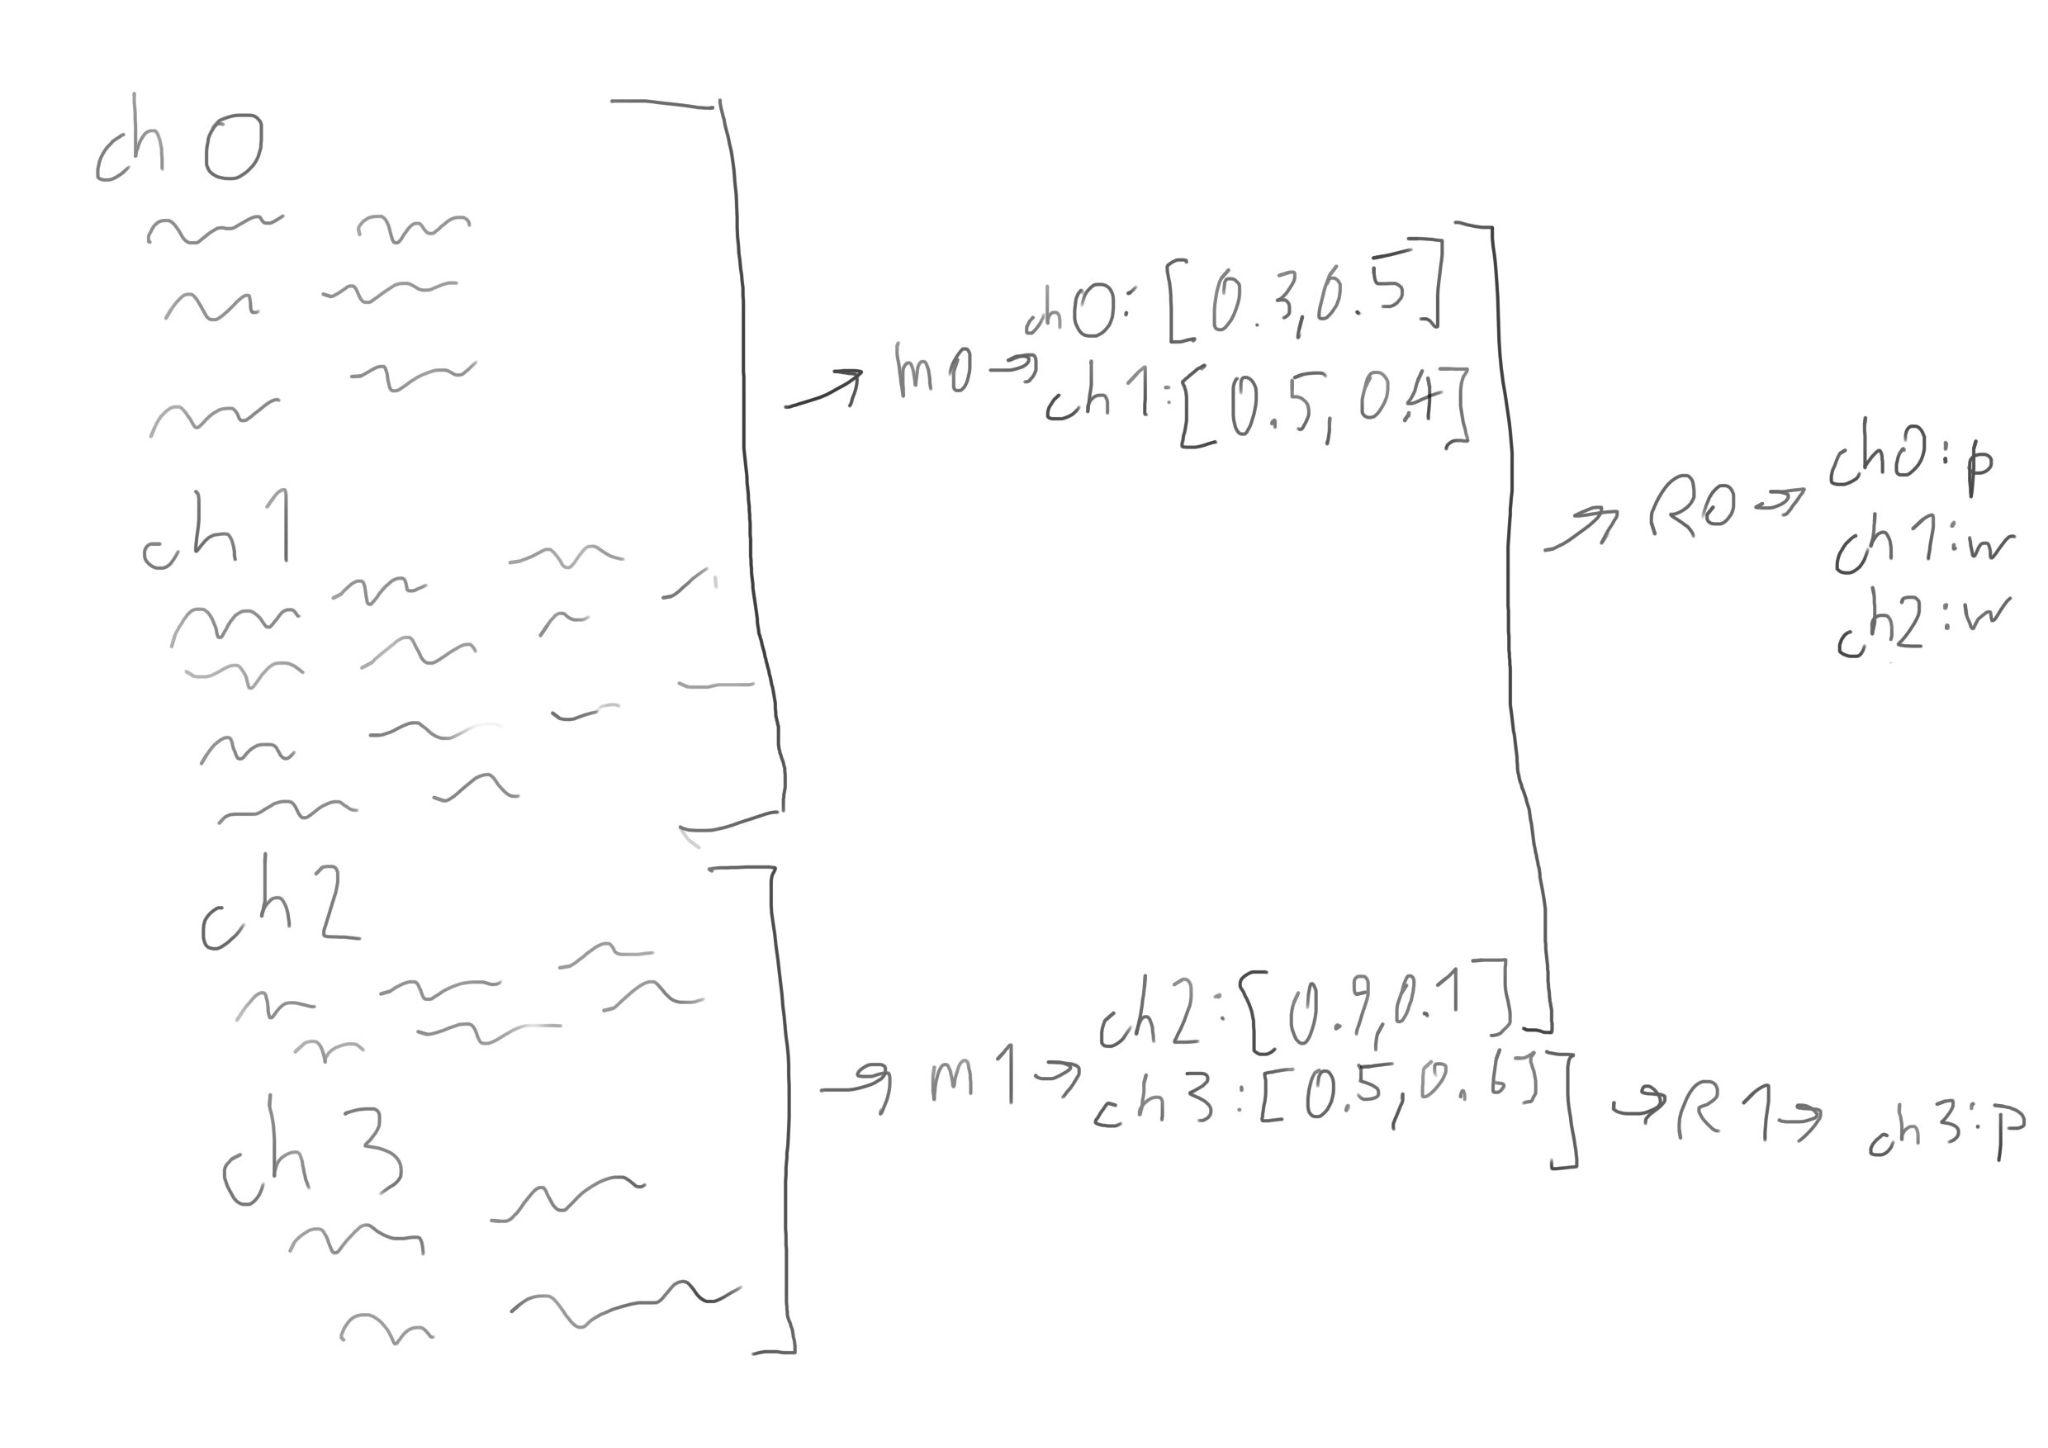 ch 0
ch 1
ch 2
ch 3
→ m0 → ch0: [0.3,0.5]
ch1: [0.5, 0.4]
→ m1 → ch2: [0.9,0.1]
ch3: [0.5,0.6]
→ R0 → ch0: p
ch1: w
ch2: w
→ R1 → ch3: p